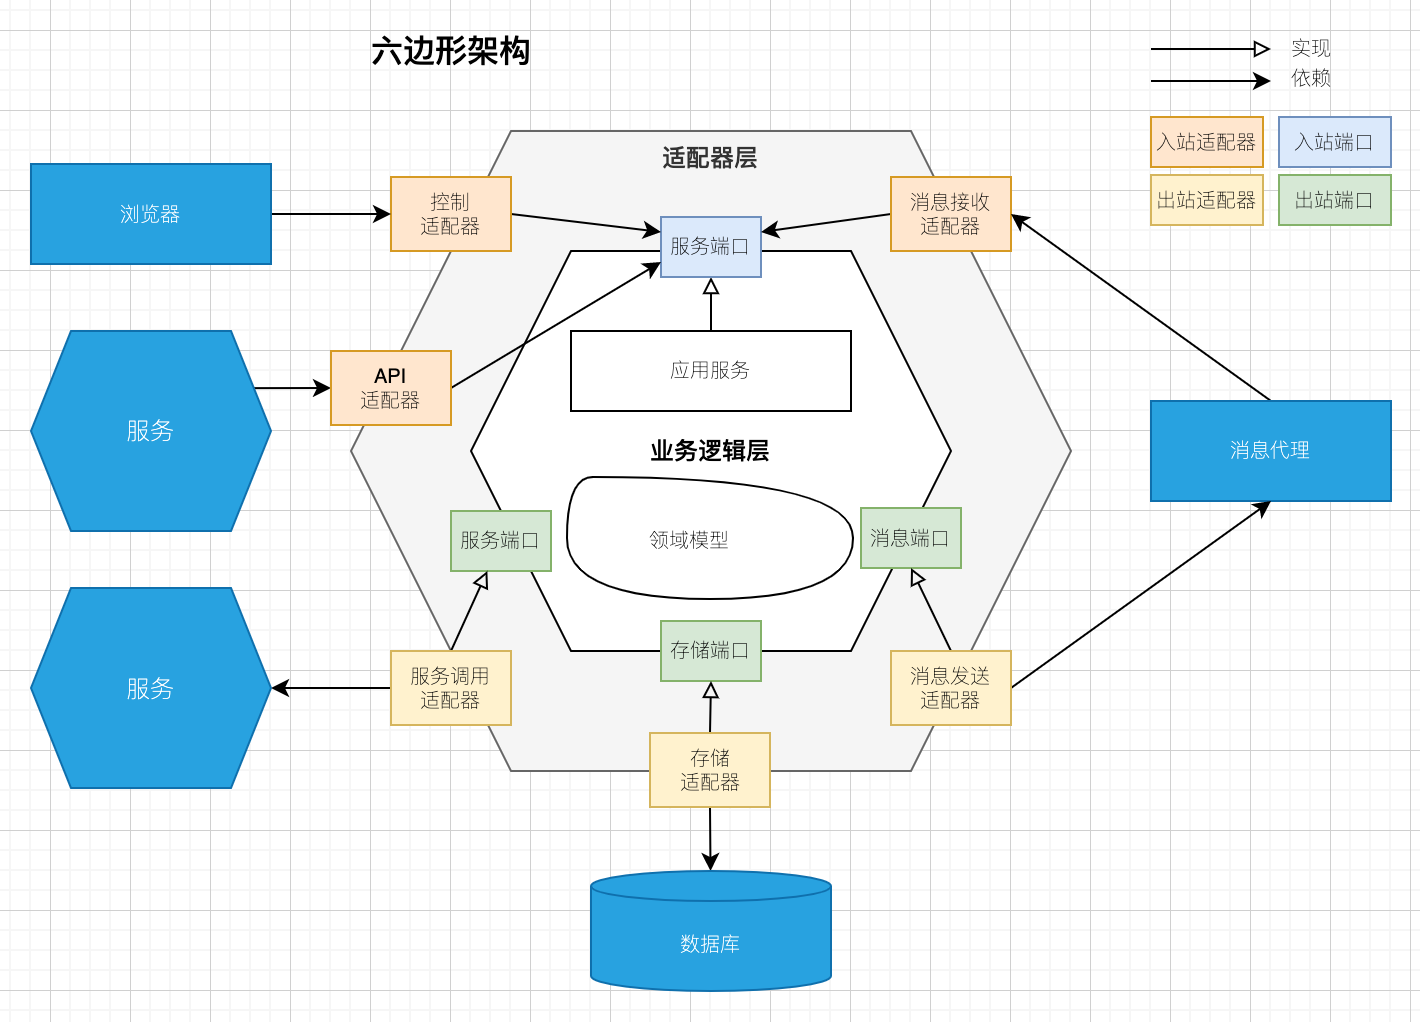 六边形架构
实现
依赖
入站适配器
入站端口
出站适配器
出站端口
适配器层
浏览器
控制
适配器
服务端口
消息接收
适配器
API
适配器
应用服务
服务
业务逻辑层
消息代理
服务端口
领域模型
消息端口
存储端口
服务
服务调用
适配器
消息发送
适配器
存储
适配器
数据库